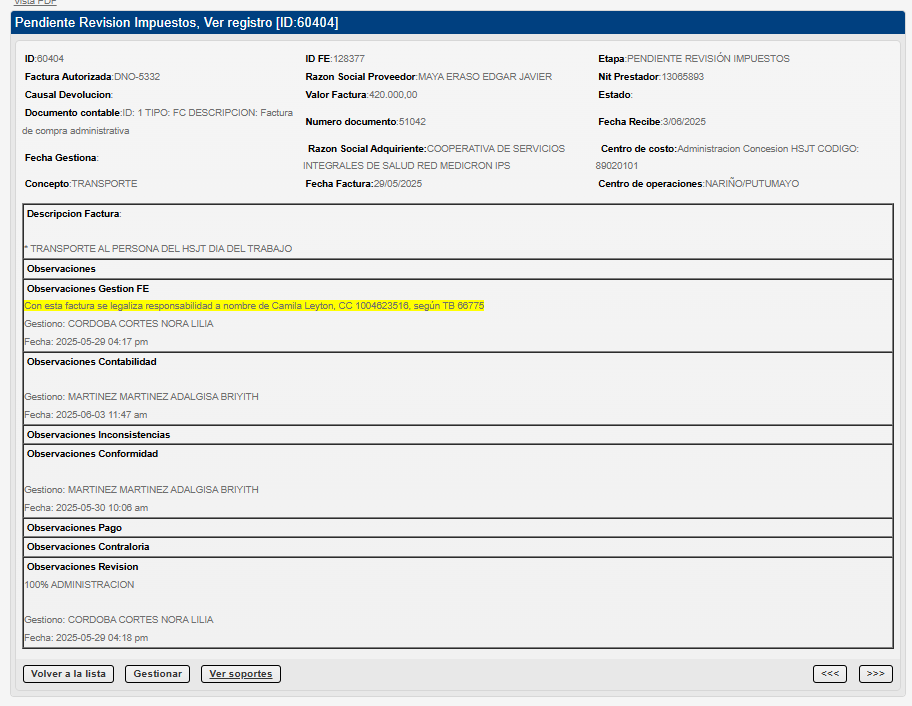 Vista PDF
Pendiente Revision Impuestos, Ver registro [ID:60404]
ID:60404 ID FE:128377 Etapa:PENDIENTE REVISIÓN IMPUESTOS
Factura Autorizada:DNO-5332 Razon Social Proveedor:MAYA ERASO EDGAR JAVIER Nit Prestador:13065893
Causal Devolucion: Valor Factura:420.000,00 Estado:
Documento contable:ID: 1 TIPO: FC DESCRIPCION: Factura de compra administrativa Numero documento:51042 Fecha Recibe:3/06/2025
Fecha Gestiona: Razon Social Adquiriente:COOPERATIVA DE SERVICIOS INTEGRALES DE SALUD RED MEDICRON IPS Centro de costo:Administracion Concesion HSJT CODIGO: 89020101
Concepto:TRANSPORTE Fecha Factura:29/05/2025 Centro de operaciones:NARIÑO/PUTUMAYO
Descripcion Factura:
* TRANSPORTE AL PERSONA DEL HSJT DIA DEL TRABAJO
Observaciones
Observaciones Gestion FE
Con esta factura se legaliza responsabilidad a nombre de Camila Leyton, CC 1004623516, según TB 66775
Gestiono: CORDOBA CORTES NORA LILIA
Fecha: 2025-05-29 04:17 pm
Observaciones Contabilidad
Gestiono: MARTINEZ MARTINEZ ADALGISA BRIYITH
Fecha: 2025-06-03 11:47 am
Observaciones Inconsistencias
Observaciones Conformidad
Gestiono: MARTINEZ MARTINEZ ADALGISA BRIYITH
Fecha: 2025-05-30 10:06 am
Observaciones Pago
Observaciones Contraloria
Observaciones Revision
100% ADMINISTRACION
Gestiono: CORDOBA CORTES NORA LILIA
Fecha: 2025-05-29 04:18 pm
Volver a la lista Gestionar Ver soportes <<< >>>